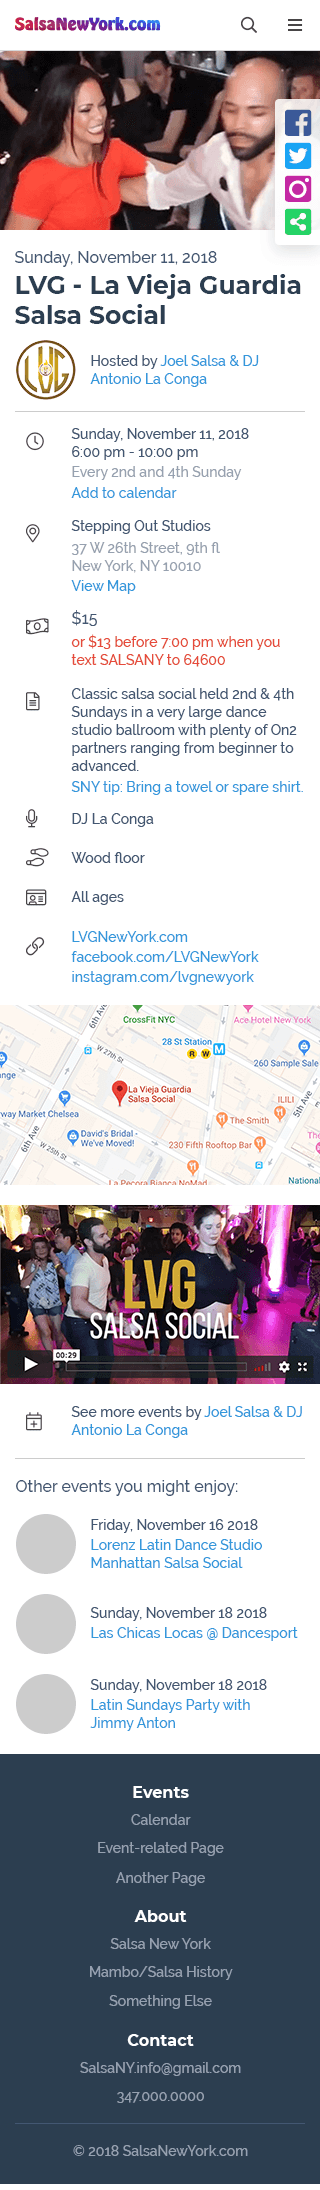 SalsaNewYork.com
Sunday, November 11, 2018
LVG - La Vieja Guardia
Salsa Social
LVG
Hosted by Joel Salsa & DJ
Antonio La Conga
Sunday, November 11, 2018
6:00 pm - 10:00 pm
Every 2nd and 4th Sunday
Add to calendar
Stepping Out Studios
37 W 26th Street, 9th fl
New York, NY 10010
View Map
$15
or $13 before 7:00 pm when you
text SALSANY to 64600
Classic salsa social held 2nd & 4th
Sundays in a very large dance
studio ballroom with plenty of On2
partners ranging from beginner to
advanced.
SNY tip: Bring a towel or spare shirt.
DJ La Conga
Wood floor
All ages
LVGNewYork.com
facebook.com/LVGNewYork
instagram.com/lvgnewyork
CrossFit NYC
Ace Hotel New York
6th Ave
28 St Station
R W M
W 27th St
260 Sample Sale
ange
La Vieja Guardia
Salsa Social
way Market Chelsea
ILILI
5th Ave
The Smith
6th Ave
David's Bridal -
We've Moved!
230 Fifth Rooftop Bar
W 25th St
La Pecora Bianca NoMad
National
LVG
SALSA SOCIAL
00:29
See more events by Joel Salsa & DJ
Antonio La Conga
Other events you might enjoy:
Friday, November 16 2018
Lorenz Latin Dance Studio
Manhattan Salsa Social
Sunday, November 18 2018
Las Chicas Locas @ Dancesport
Sunday, November 18 2018
Latin Sundays Party with
Jimmy Anton
Events
Calendar
Event-related Page
Another Page
About
Salsa New York
Mambo/Salsa History
Something Else
Contact
SalsaNY.info@gmail.com
347.000.0000
© 2018 SalsaNewYork.com